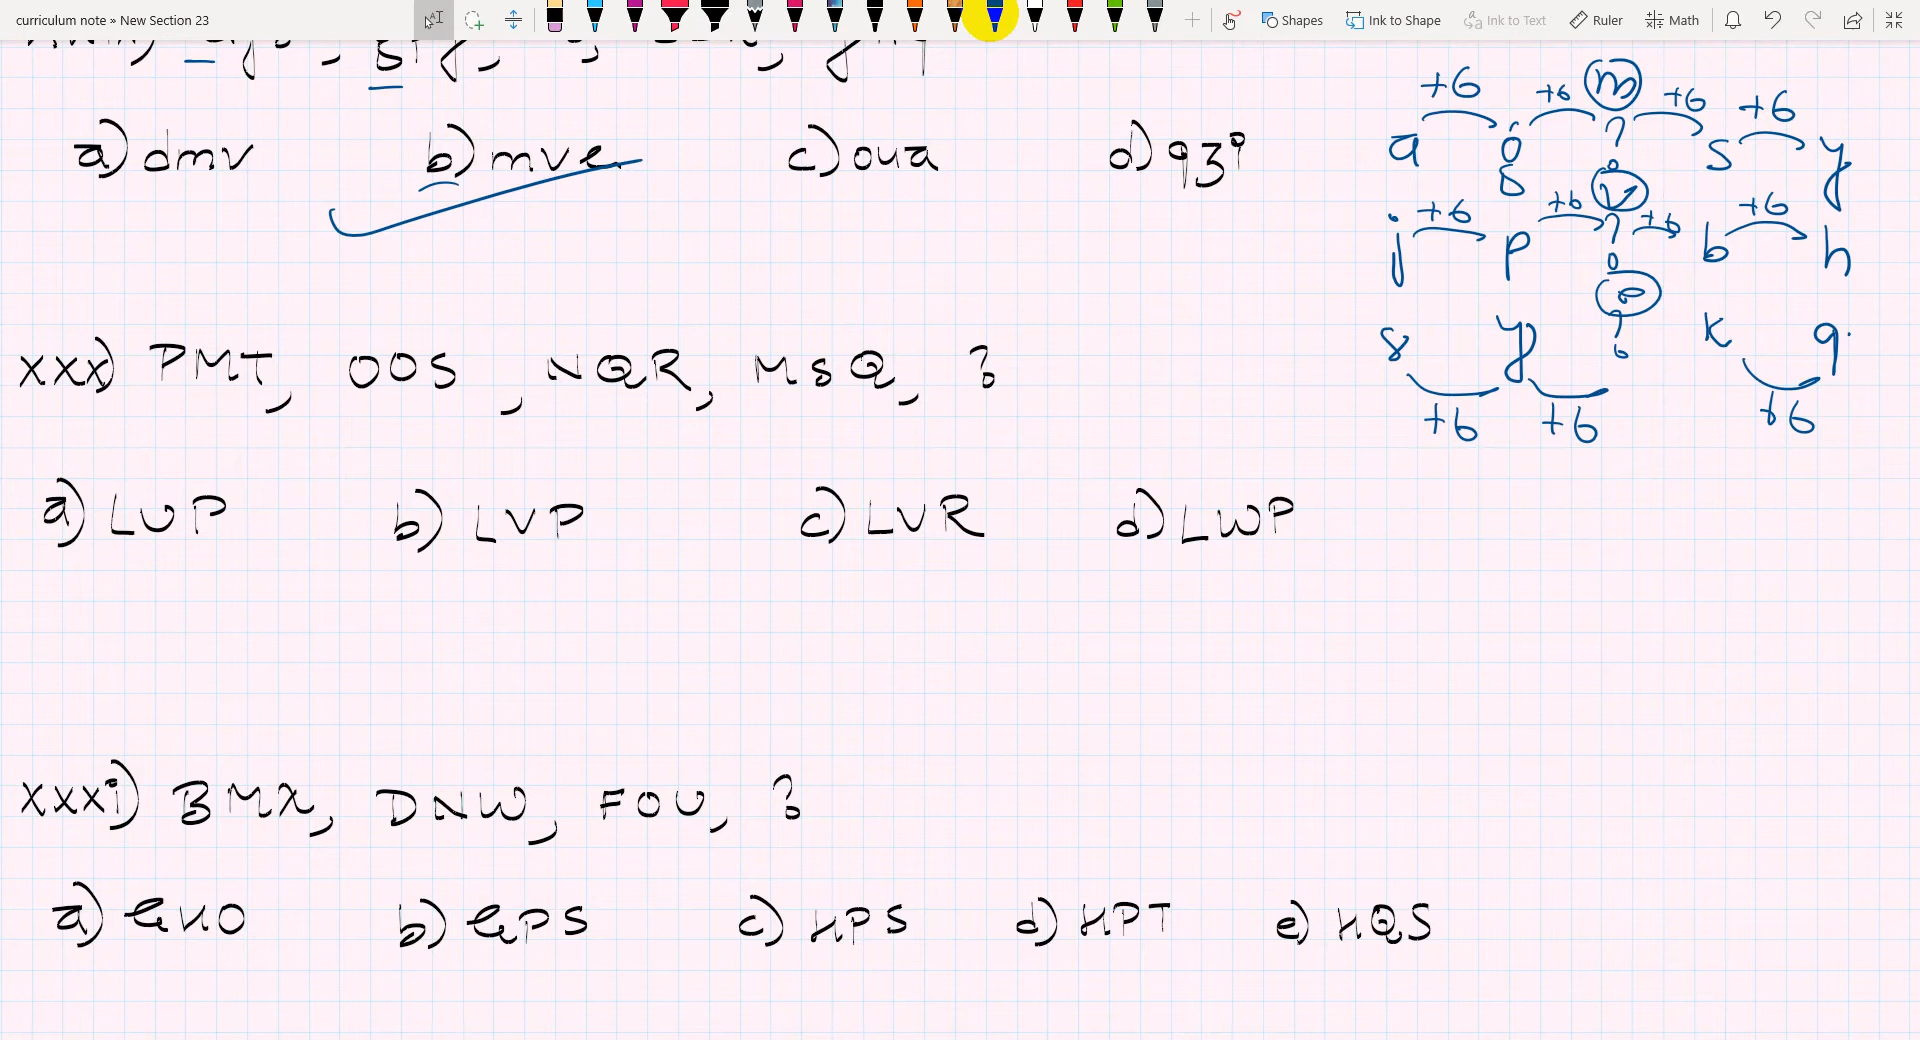 curriculum note » New Section 23
Shapes Ink to Shape Ink to Text Ruler Math
a) dmv b) mve c) oua d) qzi
+6 +6 m +6 +6
a g ? s y
+6 +6 v +6 +6
j p ? b h
e
s y ? k q
+6 +6 +6
xxx) PMT, OOS, NQR, MSQ, ?
a) LUP b) LVP c) LVR d) LWP
xxxi) BMX, DNW, FOU, ?
a) GHO b) GPS c) HPS d) HPT e) HQS